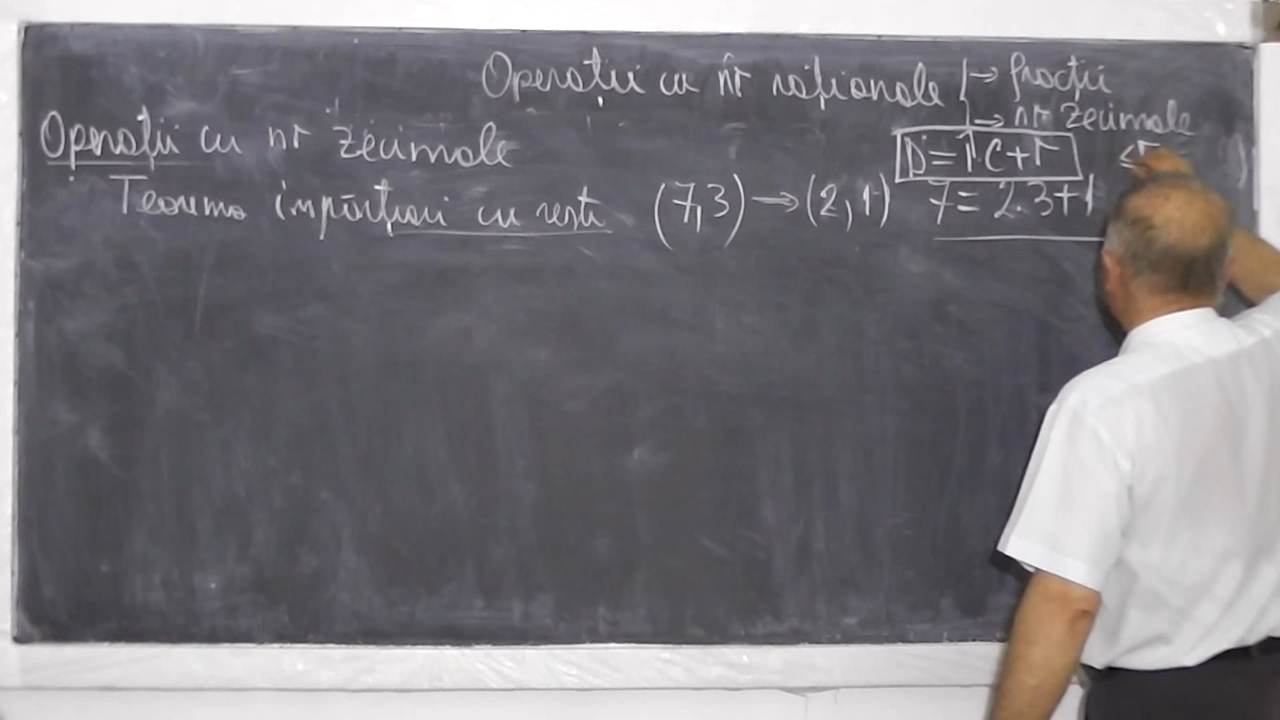 Operații cu nr raționale → fracții
→ nr zecimale
Operații cu nr zecimale
D=Î·C+r
Teorema împărțirii cu rest (7,3)→(2,1) 7=2·3+1